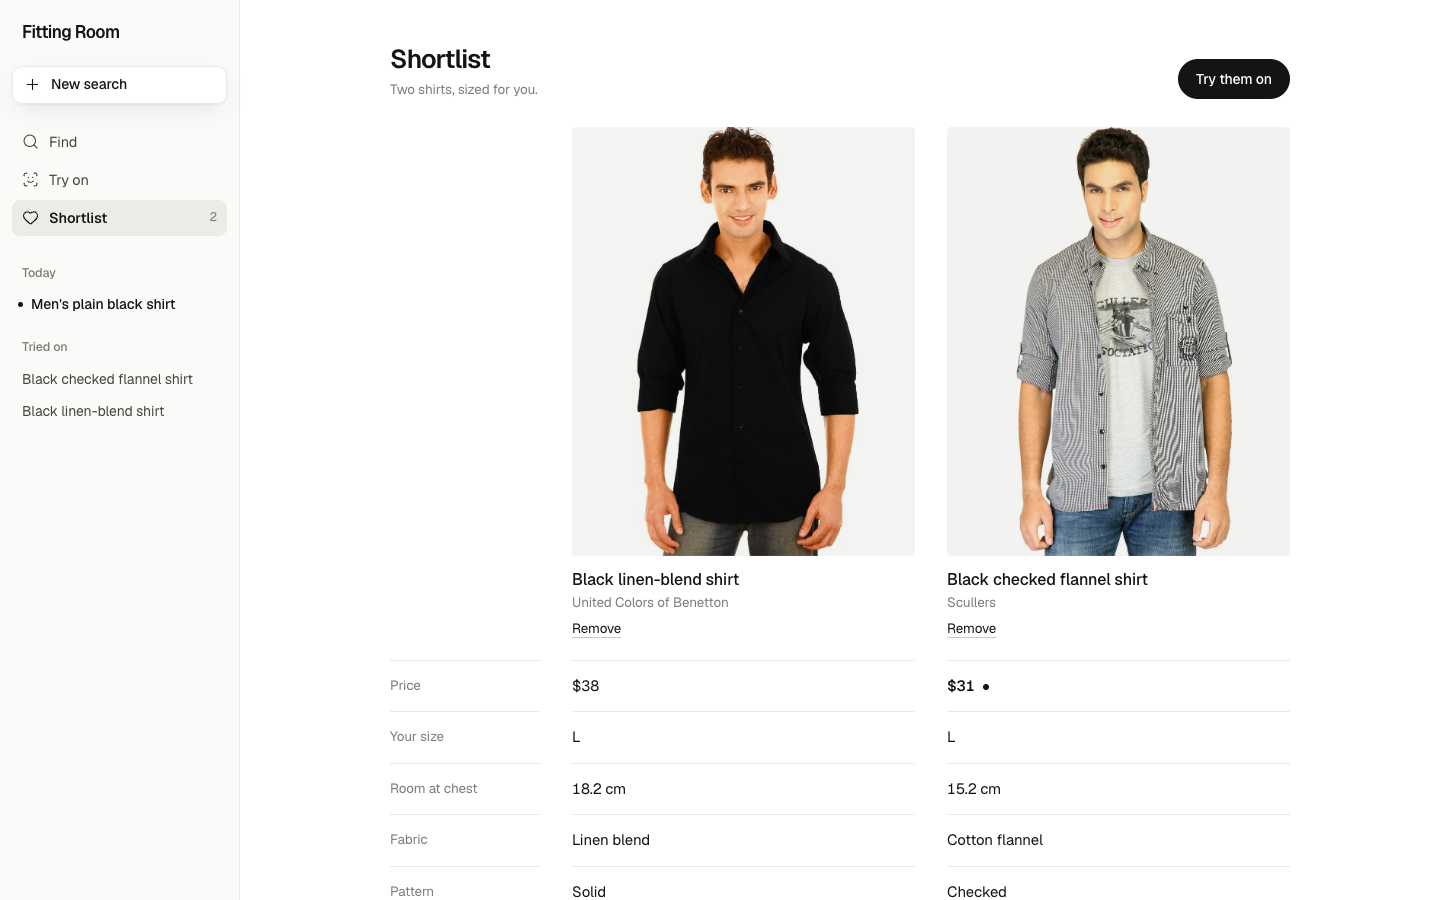 Fitting Room
New search
Find
Try on
Shortlist 2
Today
Men's plain black shirt
Tried on
Black checked flannel shirt
Black linen-blend shirt
Shortlist
Two shirts, sized for you.
Try them on
Black linen-blend shirt
United Colors of Benetton
Remove
Black checked flannel shirt
Scullers
Remove
Price $38 $31
Your size L L
Room at chest 18.2 cm 15.2 cm
Fabric Linen blend Cotton flannel
Pattern Solid Checked